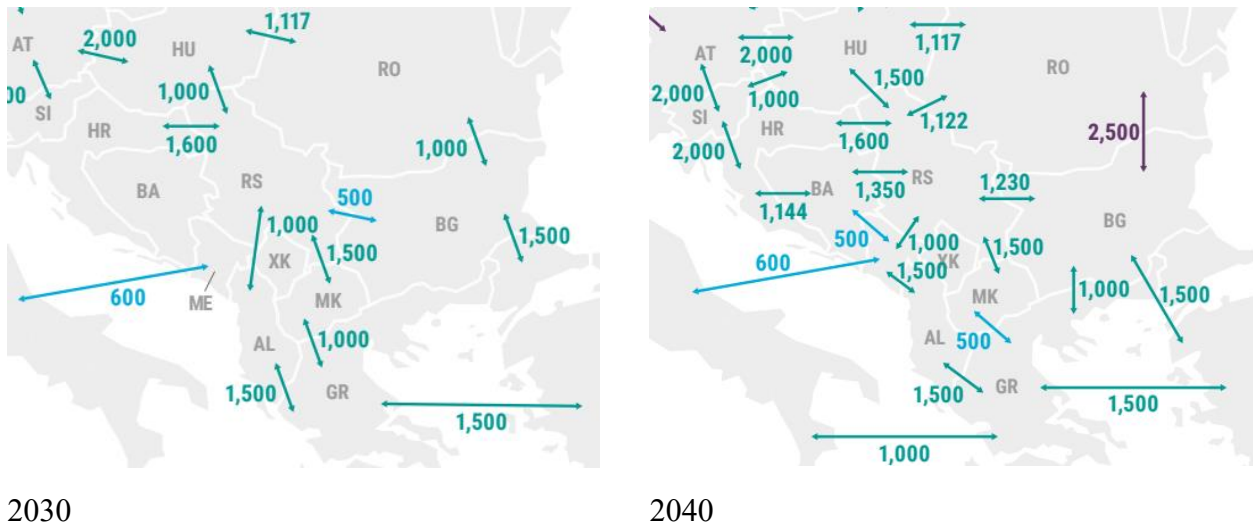 1,117
2,000
AT
HU
RO
00
1,000
SI
HR
1,600
1,000
BA
RS
500
BG
1,000
1,500
1,500
XK
600
ME
MK
1,000
AL
1,500
GR
1,500
2030
AT
2,000
HU
1,117
RO
2,000
1,000
1,500
SI
HR
1,122
1,600
2,500
2,000
BA
1,350
RS
1,230
1,144
BG
500
1,000
1,500
600
XK
1,500
MK
1,000
1,500
AL
500
1,500
GR
1,500
1,000
2040